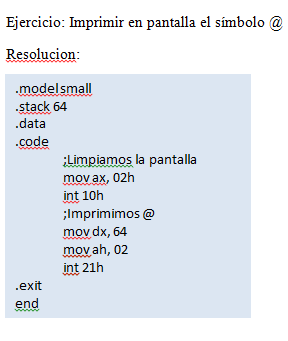 Ejercicio: Imprimir en pantalla el símbolo @
Resolucion:
.model small
.stack 64
.data
.code
;Limpiamos la pantalla
mov ax, 02h
int 10h
;Imprimimos @
mov dx, 64
mov ah, 02
int 21h
.exit
end